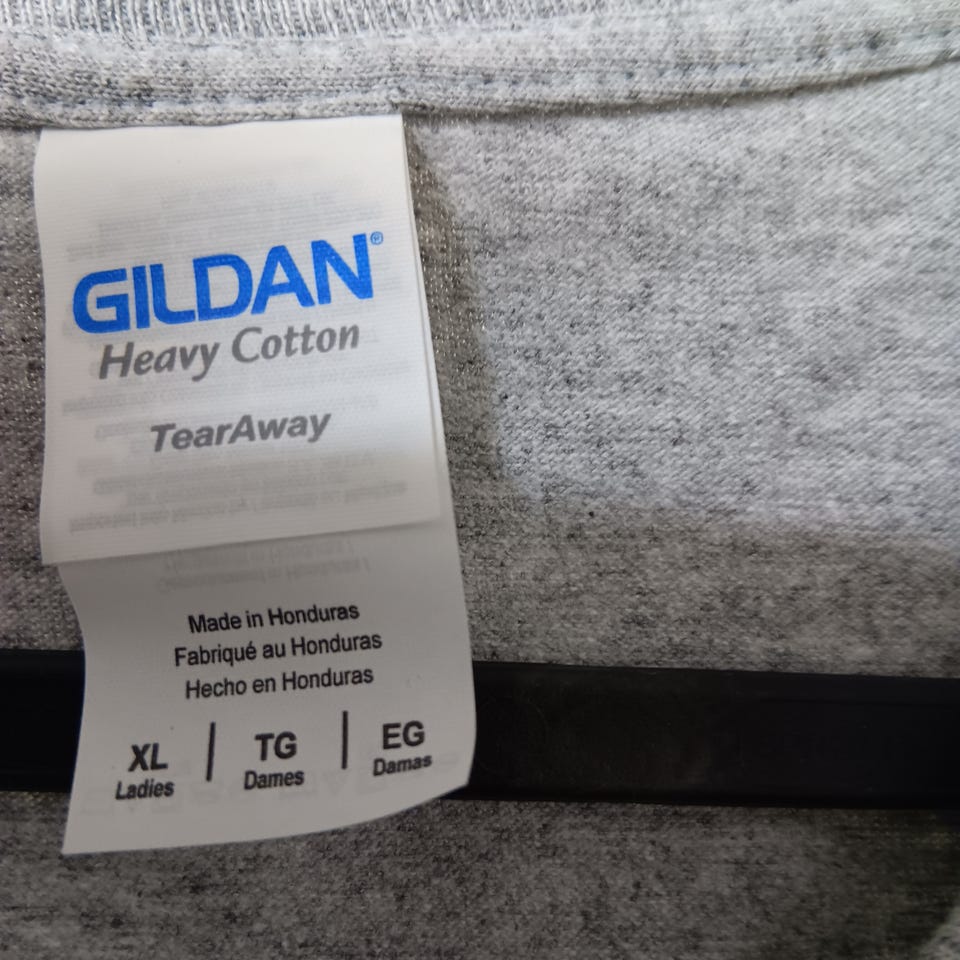 GILDAN®
Heavy Cotton
TearAway
Made in Honduras
Fabriqué au Honduras
Hecho en Honduras
XL | TG | EG
Ladies Dames Damas